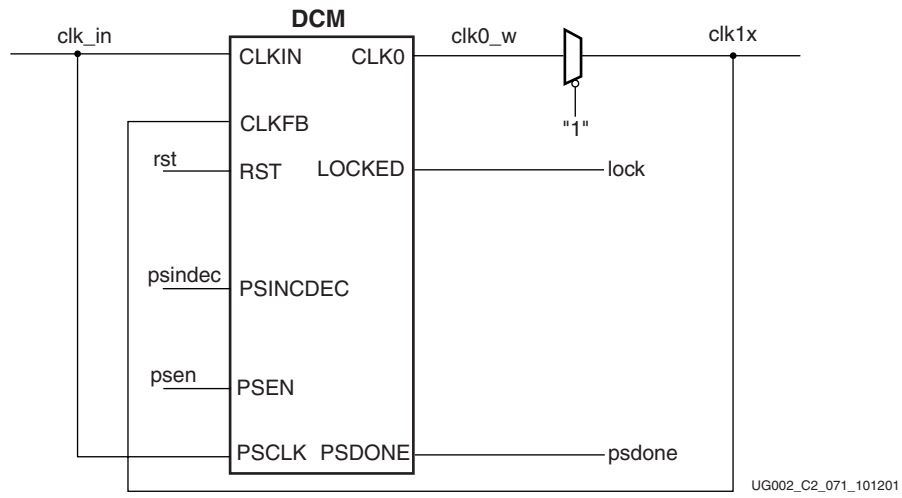 DCM
clk_in
CLKIN
CLK0
clk0_w
clk1x
CLKFB
"1"
rst
RST
LOCKED
lock
psindec
PSINCDEC
psen
PSEN
PSCLK
PSDONE
psdone
UG002_C2_071_101201